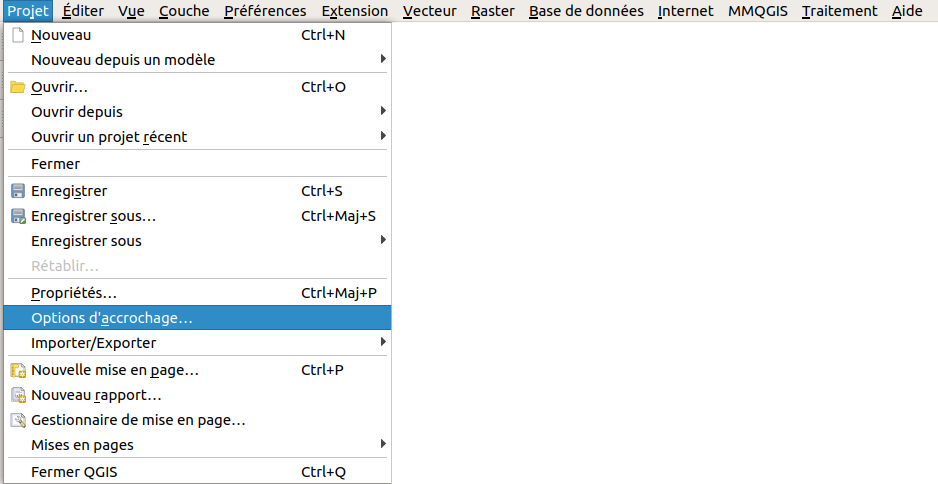 Projet Éditer Vue Couche Préférences Extension Vecteur Raster Base de données Internet MMQGIS Traitement Aide
Nouveau Ctrl+N
Nouveau depuis un modèle
Ouvrir… Ctrl+O
Ouvrir depuis
Ouvrir un projet récent
Fermer
Enregistrer Ctrl+S
Enregistrer sous… Ctrl+Maj+S
Enregistrer sous
Rétablir…
Propriétés… Ctrl+Maj+P
Options d'accrochage…
Importer/Exporter
Nouvelle mise en page… Ctrl+P
Nouveau rapport…
Gestionnaire de mise en page…
Mises en pages
Fermer QGIS Ctrl+Q